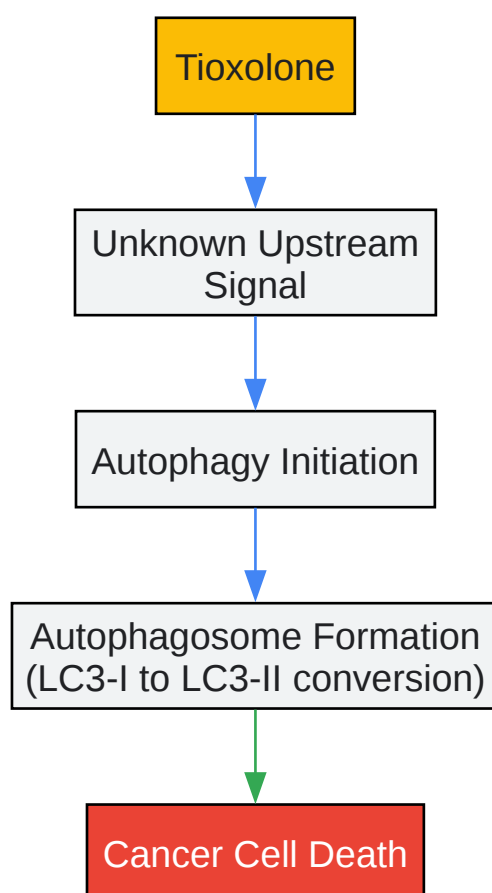 Tioxolone
Unknown Upstream
Signal
Autophagy Initiation
Autophagosome Formation
(LC3-I to LC3-II conversion)
Cancer Cell Death